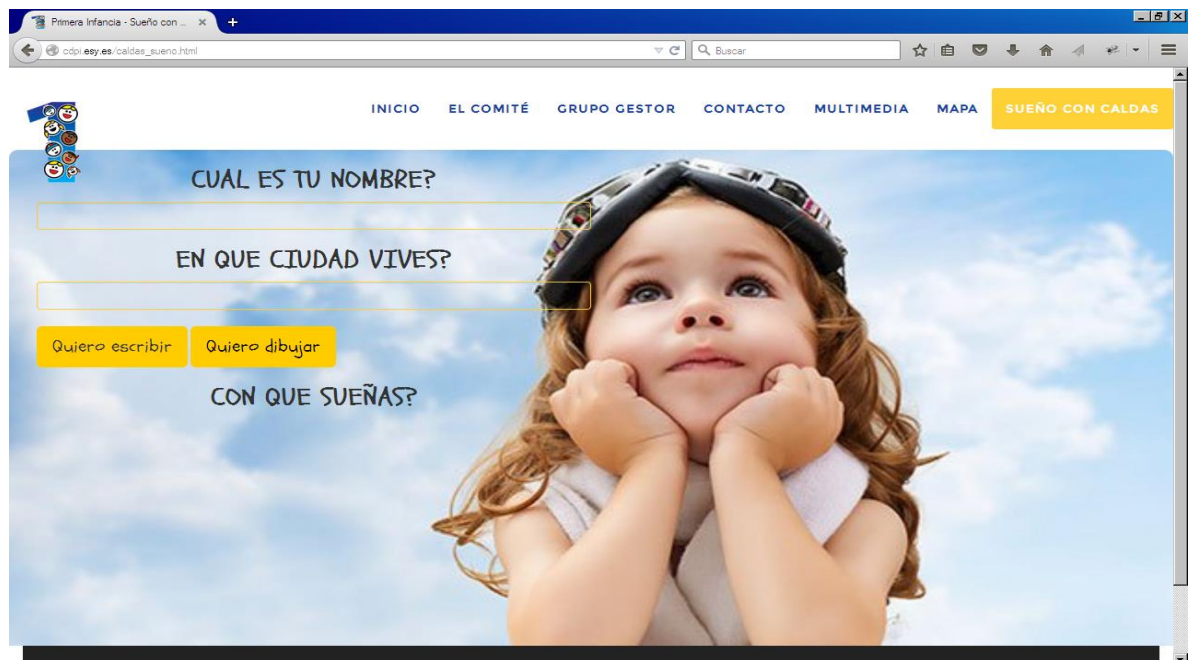 Primera Infancia - Sueño con ...
cdpi.esy.es/caldas_sueno.html
Buscar
INICIO EL COMITÉ GRUPO GESTOR CONTACTO MULTIMEDIA MAPA SUEÑO CON CALDAS
CUAL ES TU NOMBRE?
EN QUE CIUDAD VIVES?
Quiero escribir Quiero dibujar
CON QUE SUEÑAS?